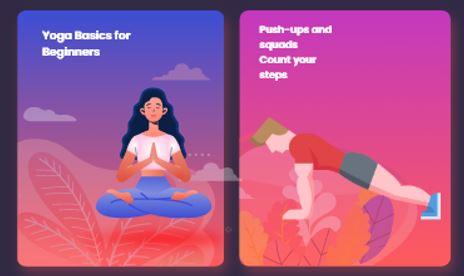 Yoga Basics for
Beginners
Push-ups and
squads
Count your
steps